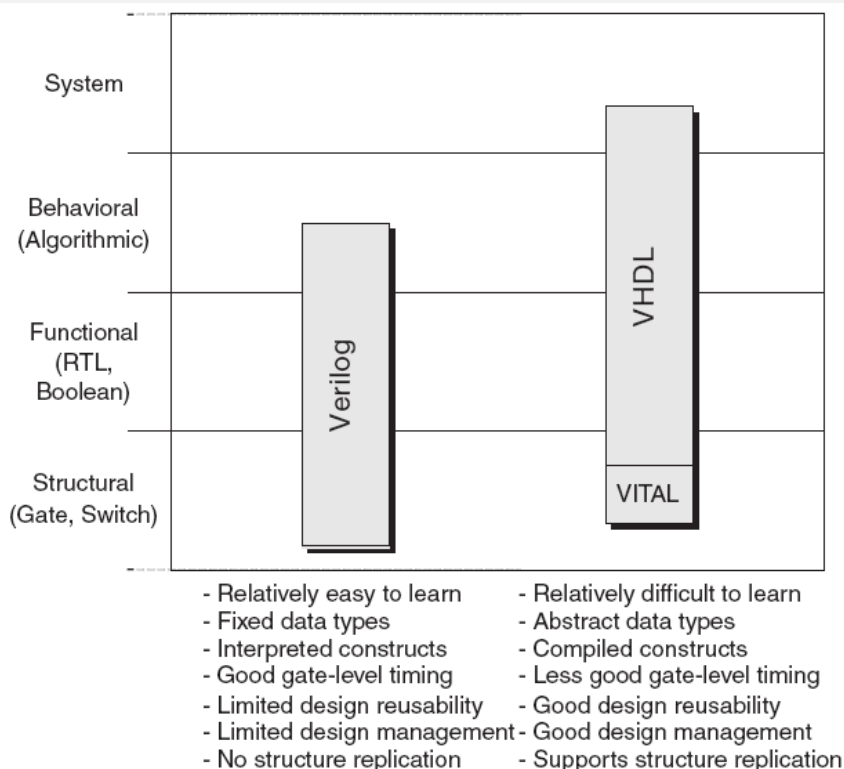 System
Behavioral
(Algorithmic)
Functional
(RTL,
Boolean)
Structural
(Gate, Switch)
Verilog
VHDL
VITAL
- Relatively easy to learn
- Fixed data types
- Interpreted constructs
- Good gate-level timing
- Limited design reusability
- Limited design management
- No structure replication
- Relatively difficult to learn
- Abstract data types
- Compiled constructs
- Less good gate-level timing
- Good design reusability
- Good design management
- Supports structure replication